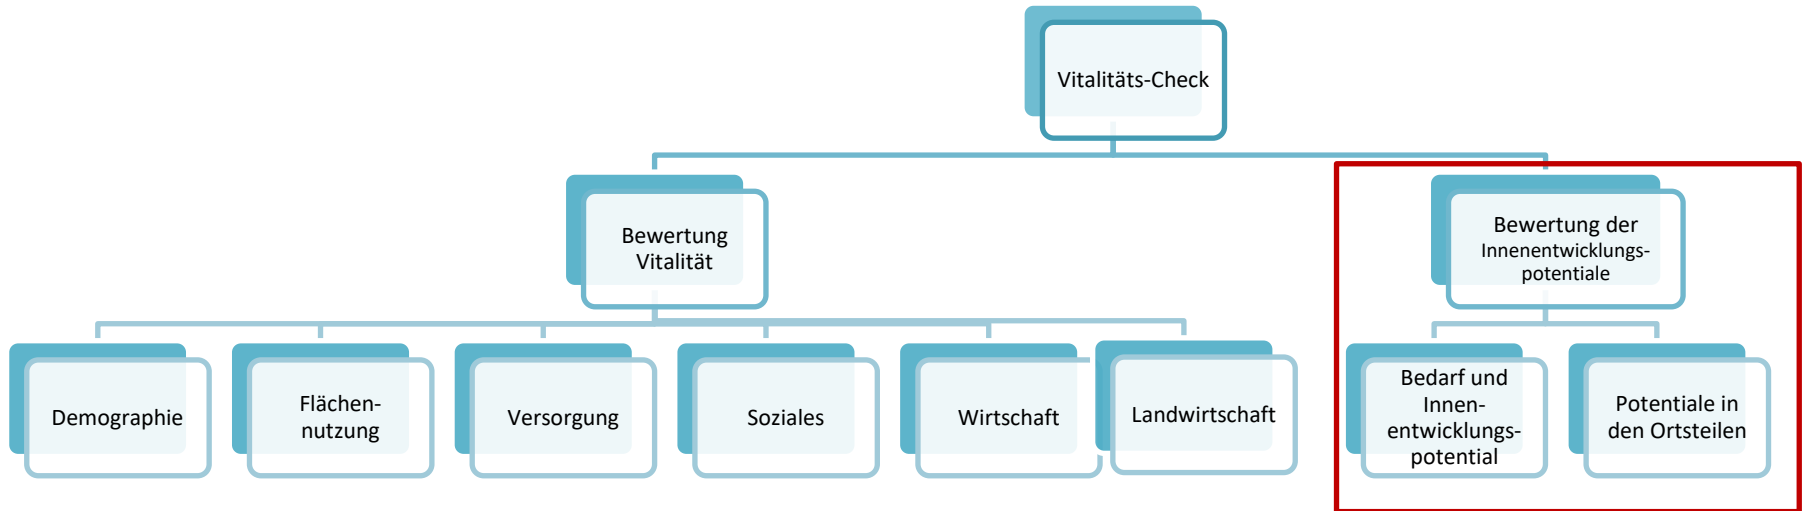 Vitalitäts-Check
Bewertung
Vitalität
Bewertung der
Innenentwicklungs-
potentiale
Demographie
Flächen-
nutzung
Versorgung
Soziales
Wirtschaft
Landwirtschaft
Bedarf und
Innen-
entwicklungs-
potential
Potentiale in
den Ortsteilen